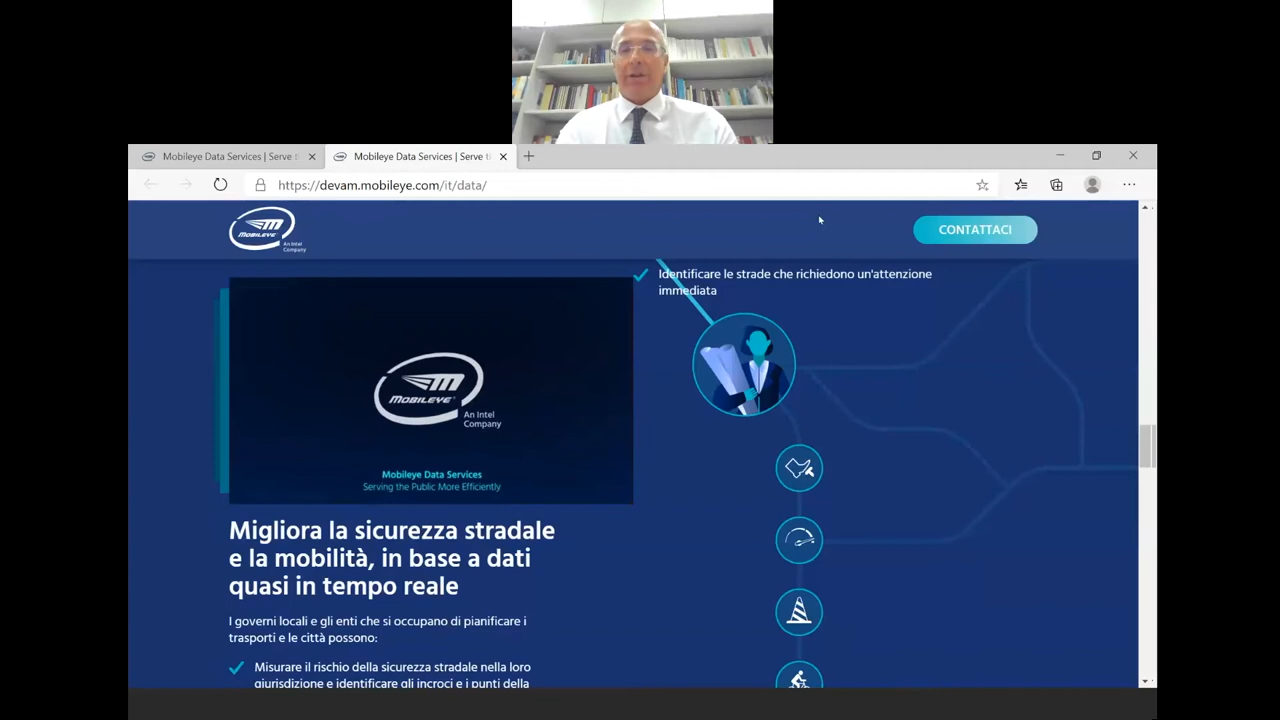 Mobileye Data Services | Serve t
Mobileye Data Services | Serve t
https://devam.mobileye.com/it/data/
MOBILEYE
An Intel
Company
CONTATTACI
Identificare le strade che richiedono un'attenzione
immediata
MOBILEYE
An Intel
Company
Mobileye Data Services
Serving the Public More Efficiently
Migliora la sicurezza stradale
e la mobilità, in base a dati
quasi in tempo reale
I governi locali e gli enti che si occupano di pianificare i
trasporti e le città possono:
Misurare il rischio della sicurezza stradale nella loro
giurisdizione e identificare gli incroci e i punti della